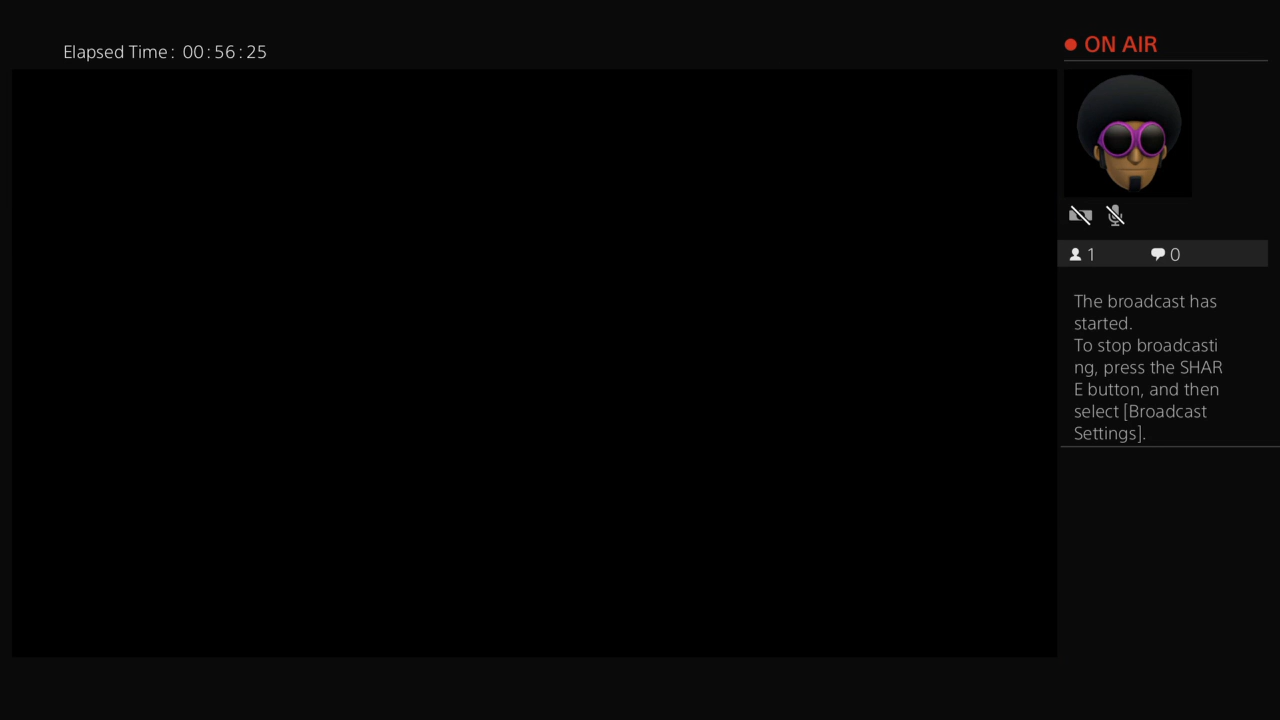 Elapsed Time: 00:56:25
ON AIR
1 0
The broadcast has
started.
To stop broadcasti
ng, press the SHAR
E button, and then
select [Broadcast
Settings].